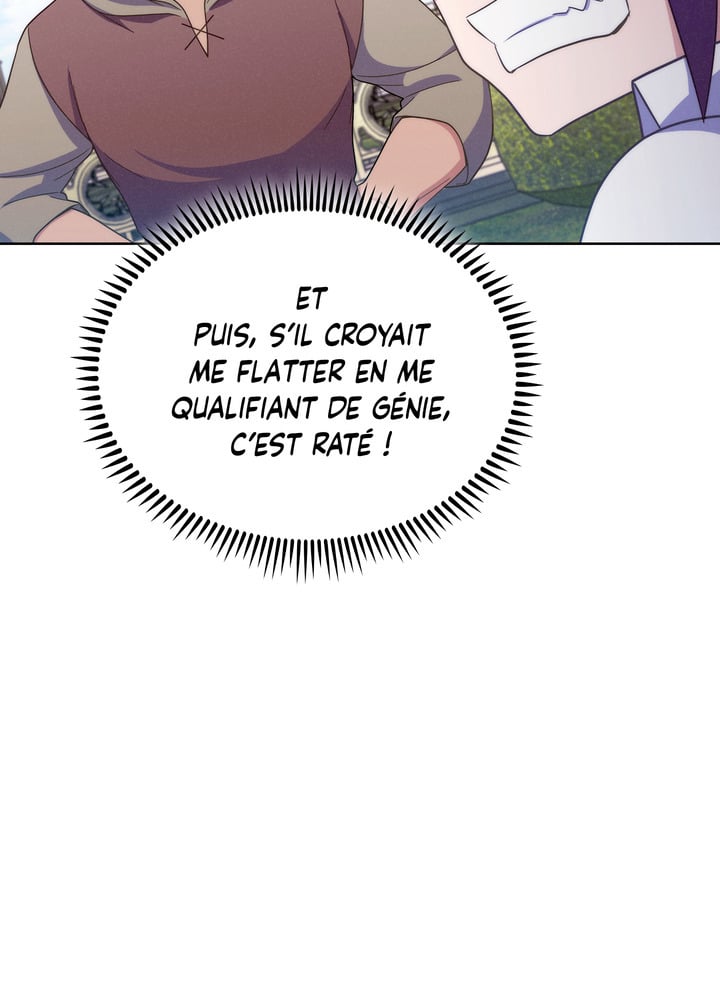 ET
PUIS, S'IL CROYAIT
ME FLATTER EN ME
QUALIFIANT DE GÉNIE,
C'EST RATÉ !